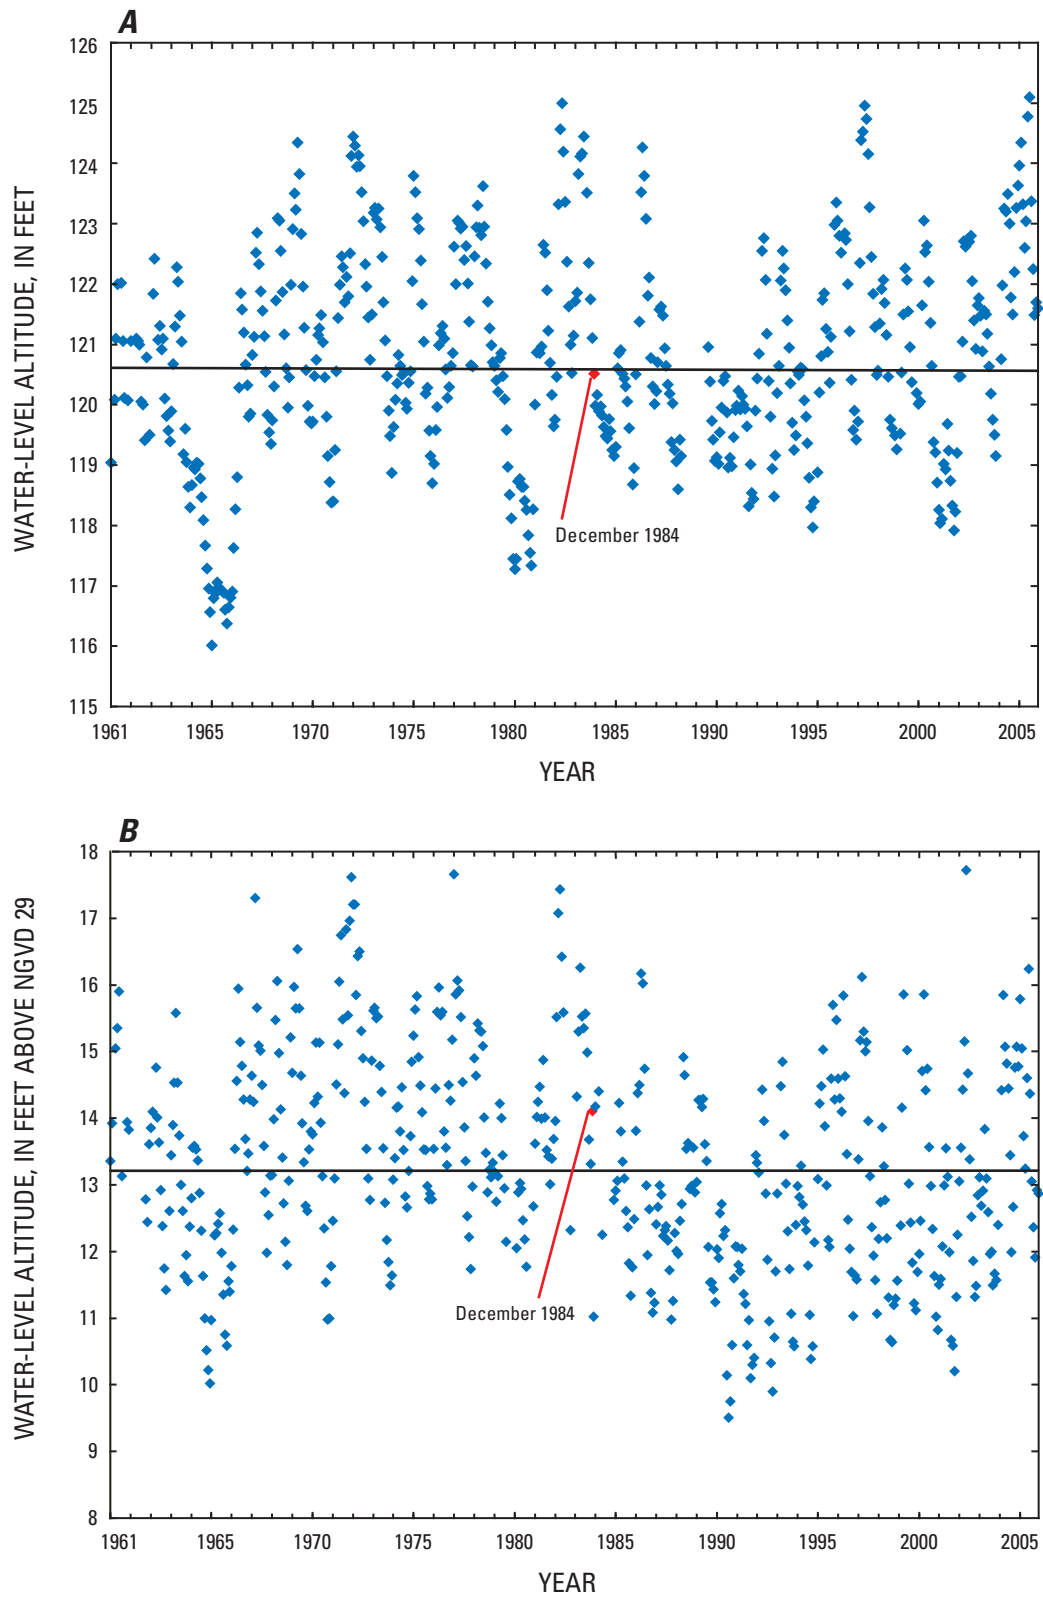 A
126
125
124
123
122
121
120
119
118
117
116
115
WATER-LEVEL ALTITUDE, IN FEET
December 1984
1961 1965 1970 1975 1980 1985 1990 1995 2000 2005
YEAR
B
18
17
16
15
14
13
12
11
10
9
8
WATER-LEVEL ALTITUDE, IN FEET ABOVE NGVD 29
December 1984
1961 1965 1970 1975 1980 1985 1990 1995 2000 2005
YEAR